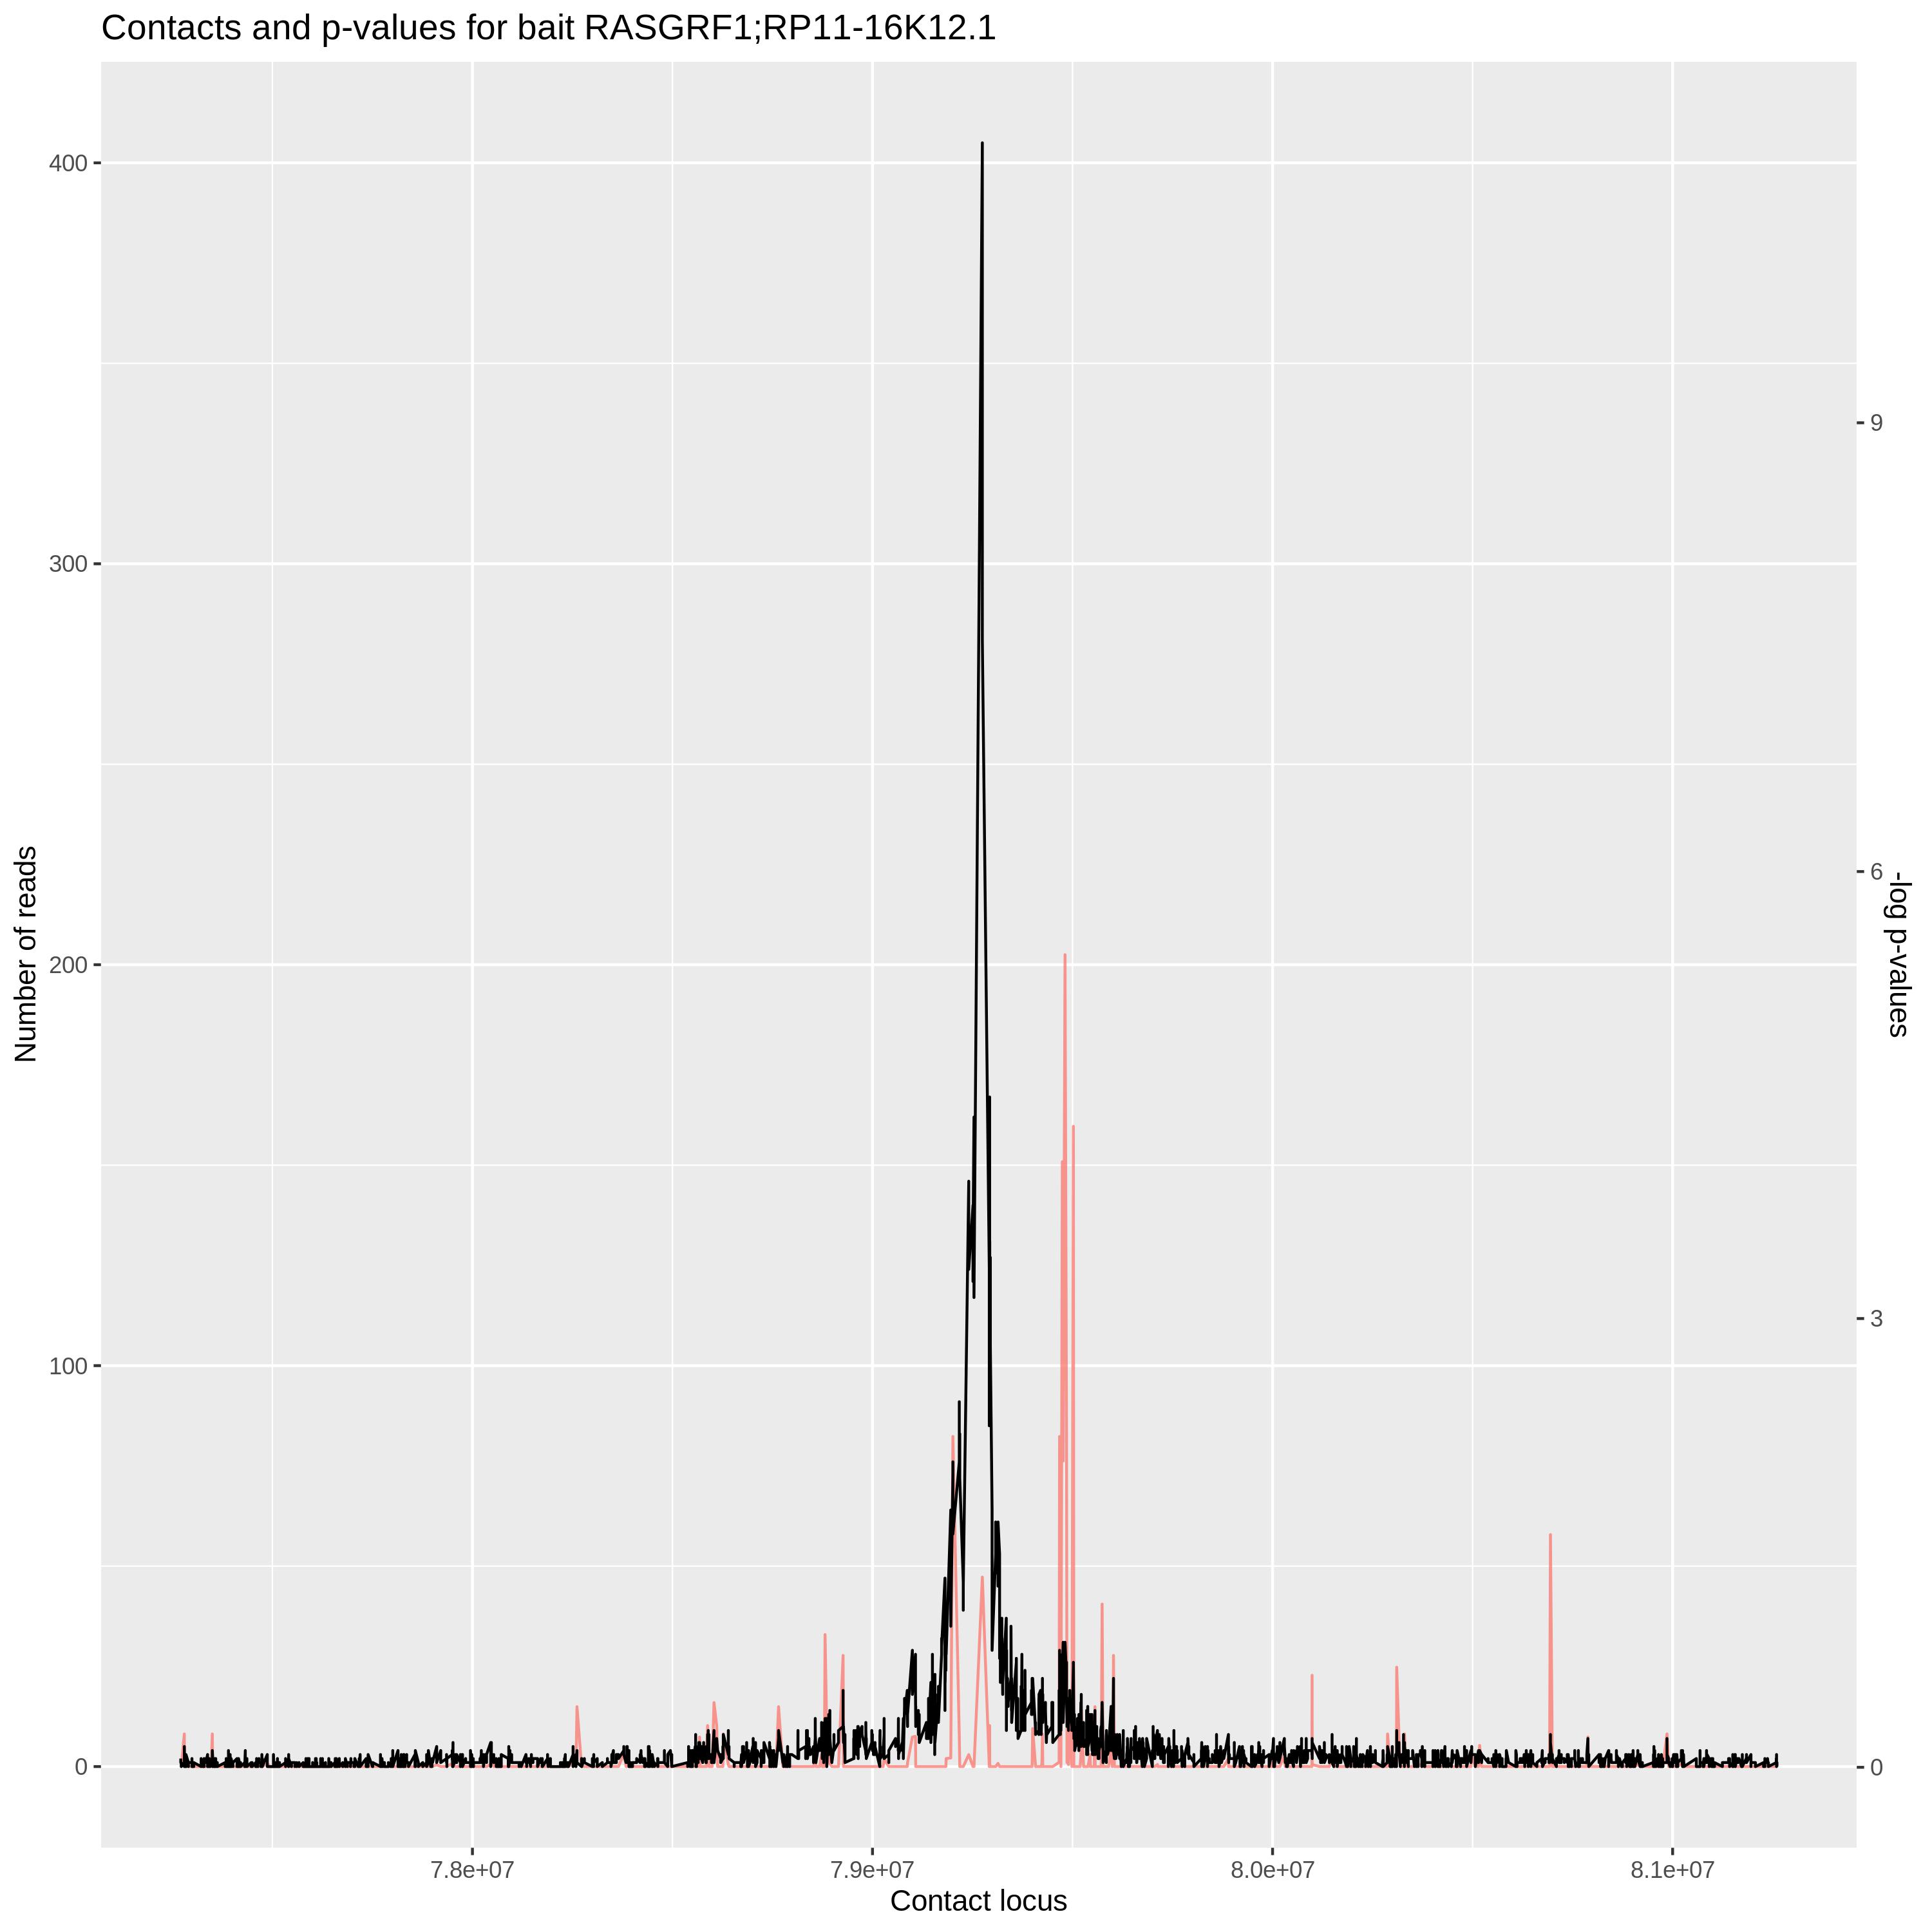 Contacts and p-values for bait RASGRF1;RP11-16K12.1
400
300
200
100
0
Number of reads
9
6
3
0
-log p-values
7.8e+07
7.9e+07
8.0e+07
8.1e+07
Contact locus